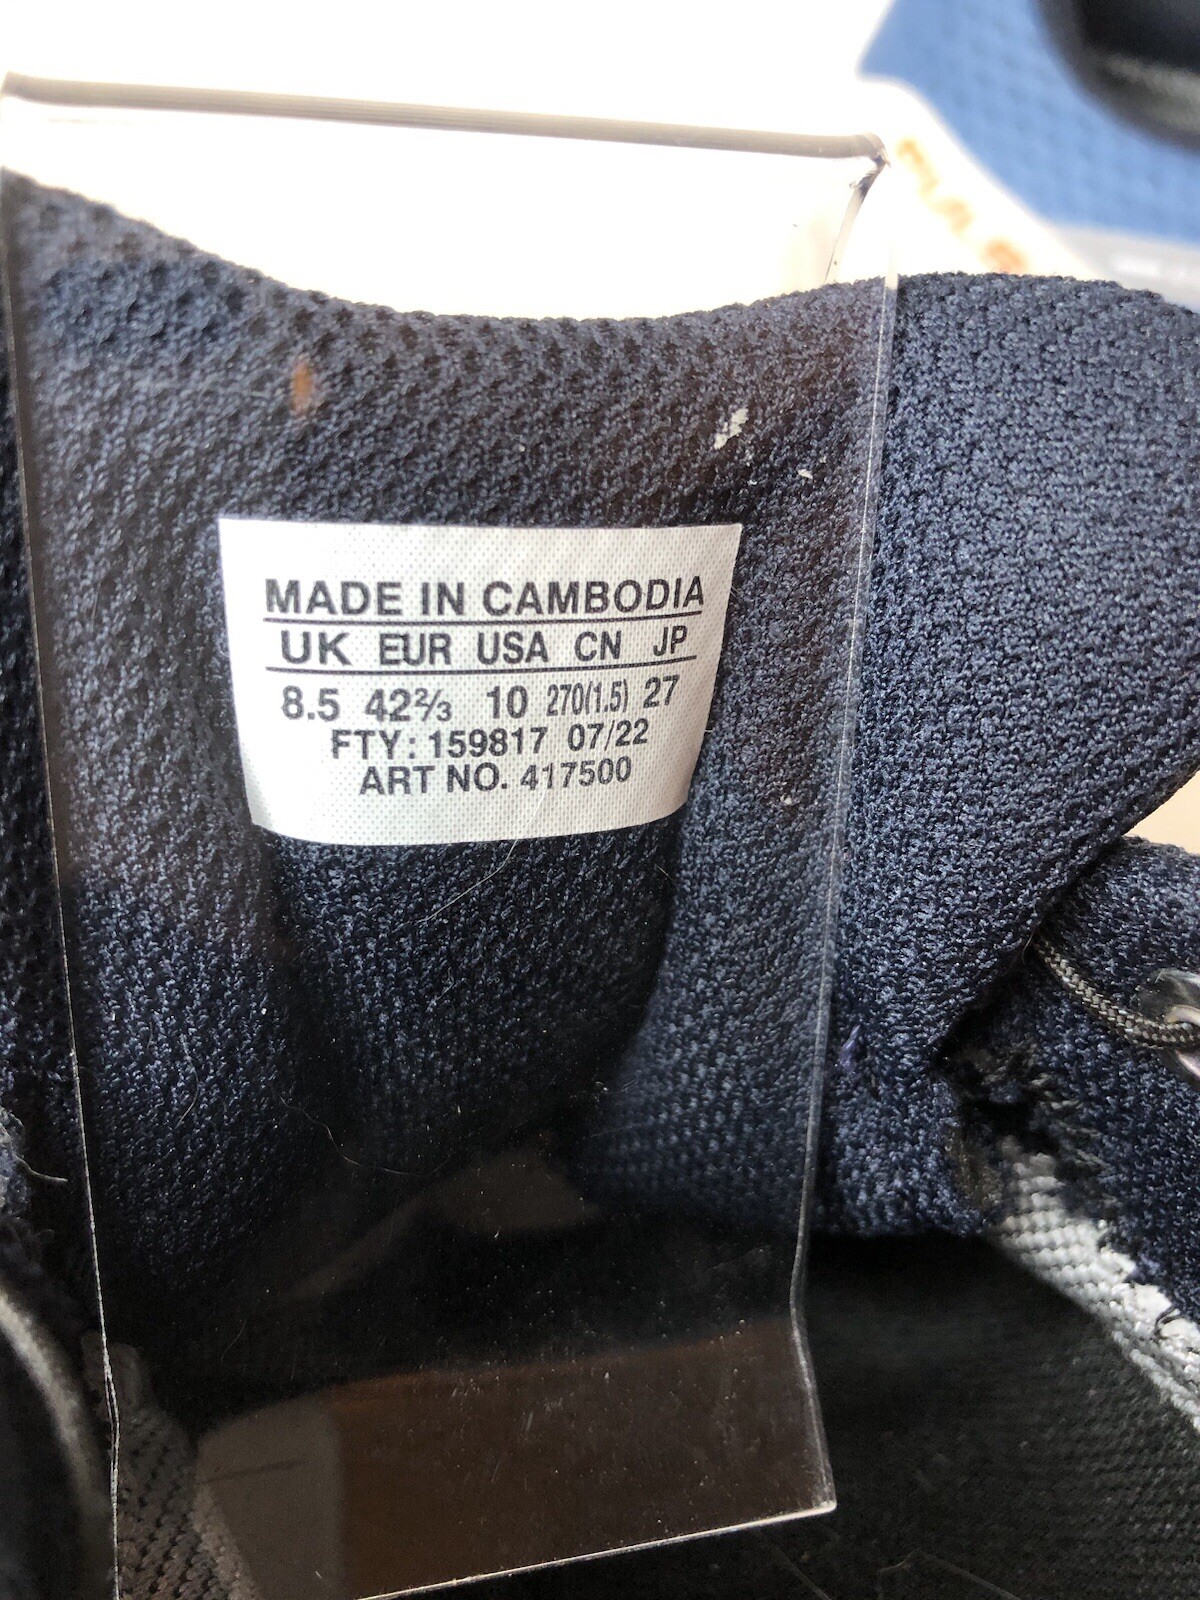 MADE IN CAMBODIA
UK EUR USA CN JP
8.5 42⅔ 10 270(1.5) 27
FTY: 159817 07/22
ART NO. 417500